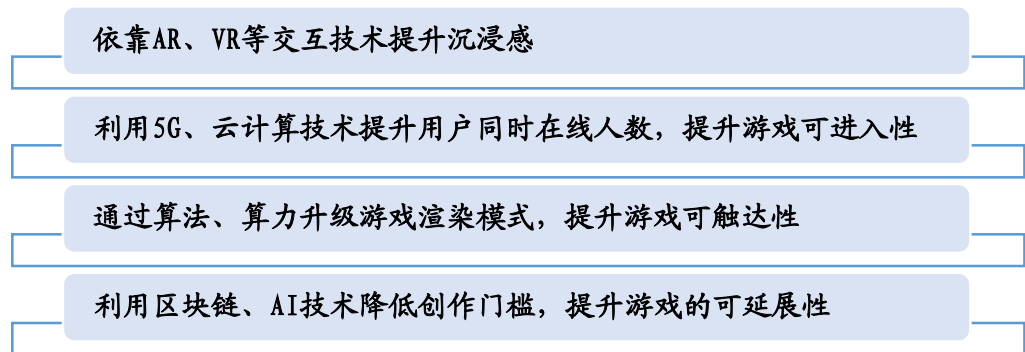 依靠AR、VR等交互技术提升沉浸感
利用5G、云计算技术提升用户同时在线人数，提升游戏可进入性
通过算法、算力升级游戏渲染模式，提升游戏可触达性
利用区块链、AI技术降低创作门槛，提升游戏的可延展性